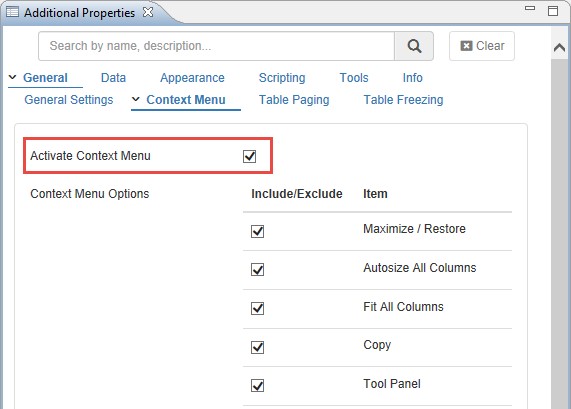 Additional Properties
Search by name, description...
Clear
General Data Appearance Scripting Tools Info
General Settings Context Menu Table Paging Table Freezing
Activate Context Menu
Context Menu Options Include/Exclude Item
Maximize / Restore
Autosize All Columns
Fit All Columns
Copy
Tool Panel